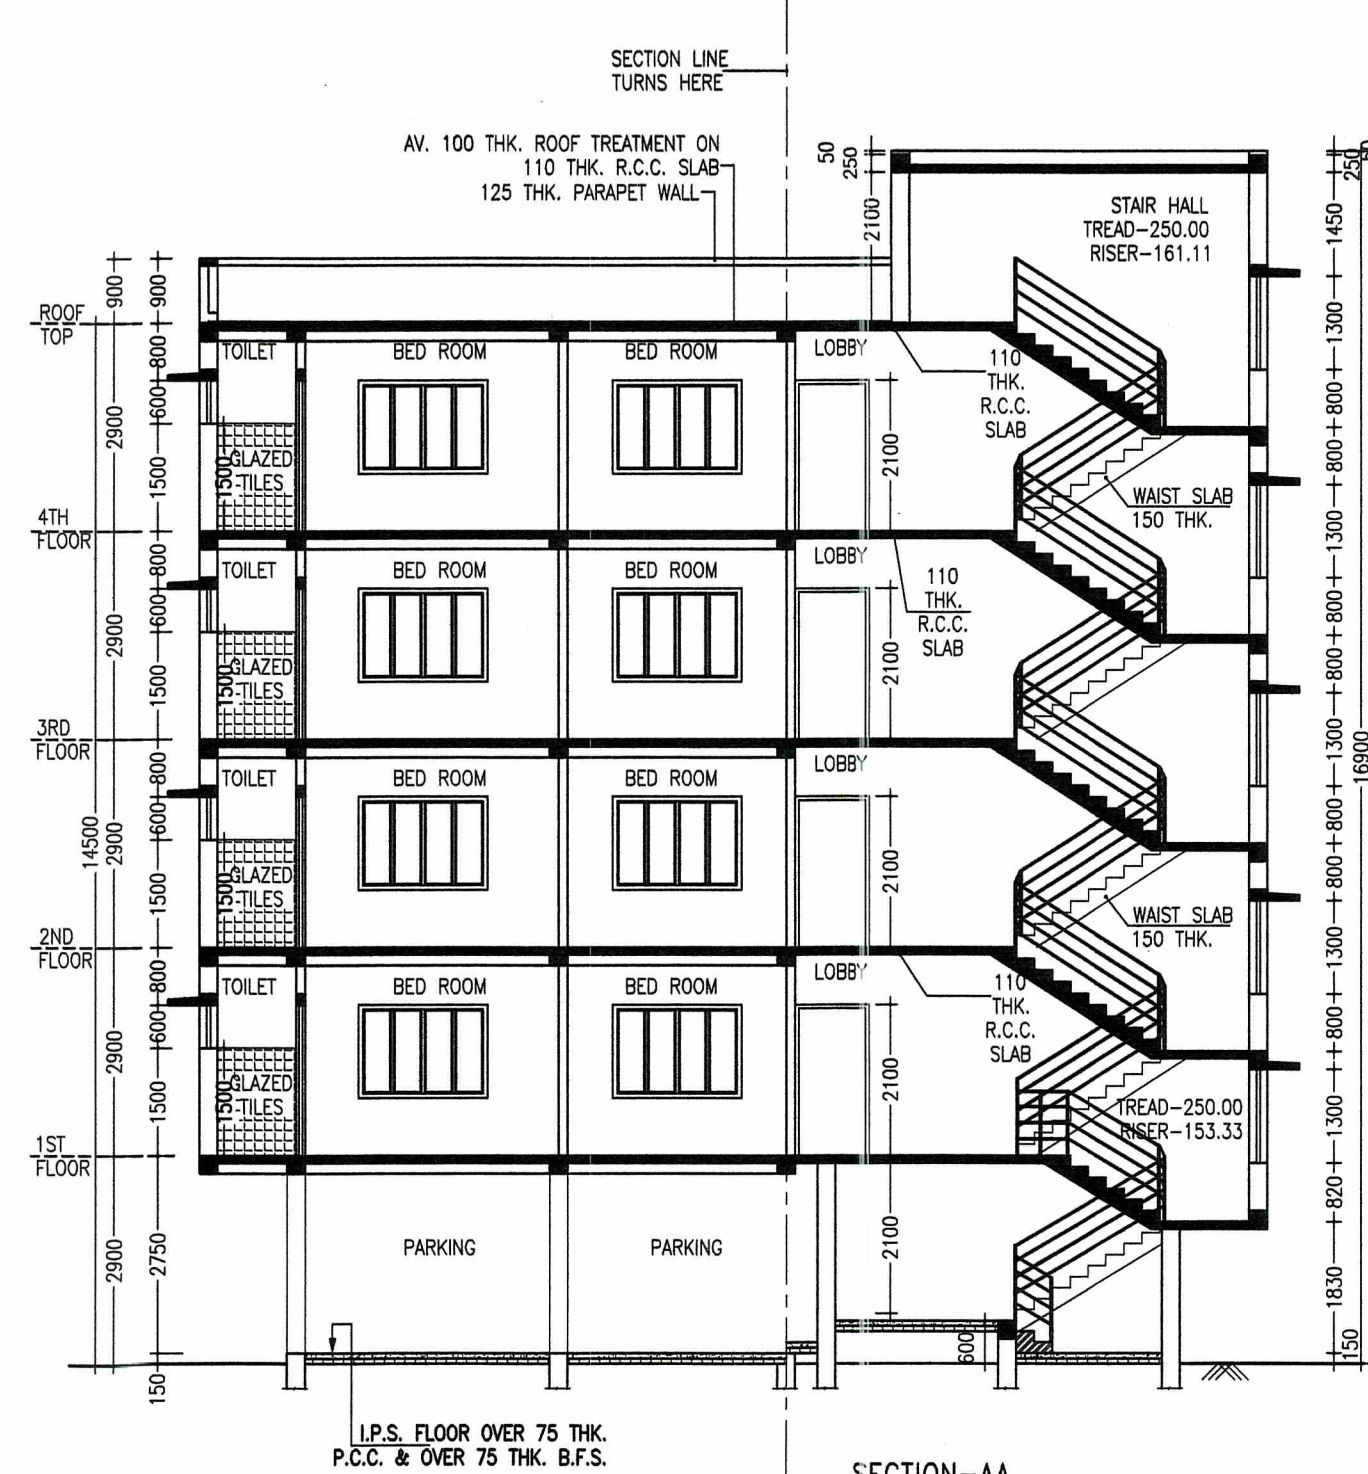 SECTION LINE
TURNS HERE
AV. 100 THK. ROOF TREATMENT ON
110 THK. R.C.C. SLAB
125 THK. PARAPET WALL
50
250
2100
STAIR HALL
TREAD-250.00
RISER-161.11
250
1450
900
900
ROOF
TOP
800
TOILET
BED ROOM
BED ROOM
LOBBY
110
THK.
R.C.C.
SLAB
1300
600
2900
800
2100
GLAZED
TILES
1500
1500
800
WAIST SLAB
150 THK.
4TH
FLOOR
800
TOILET
BED ROOM
BED ROOM
LOBBY
110
THK.
R.C.C.
SLAB
1300
600
2900
800
2100
GLAZED
TILES
1500
1500
800
3RD
FLOOR
800
TOILET
BED ROOM
BED ROOM
LOBBY
1300
16900
600
14500
2900
800
2100
GLAZED
TILES
1500
1500
800
WAIST SLAB
150 THK.
2ND
FLOOR
800
TOILET
BED ROOM
BED ROOM
LOBBY
110
THK.
R.C.C.
SLAB
1300
600
2900
800
2100
GLAZED
TILES
1500
1500
TREAD-250.00
RISER-153.33
1300
1ST
FLOOR
820
2900
2750
PARKING
PARKING
2100
1830
600
150
150
I.P.S. FLOOR OVER 75 THK.
P.C.C. & OVER 75 THK. B.F.S.
SECTION-AA